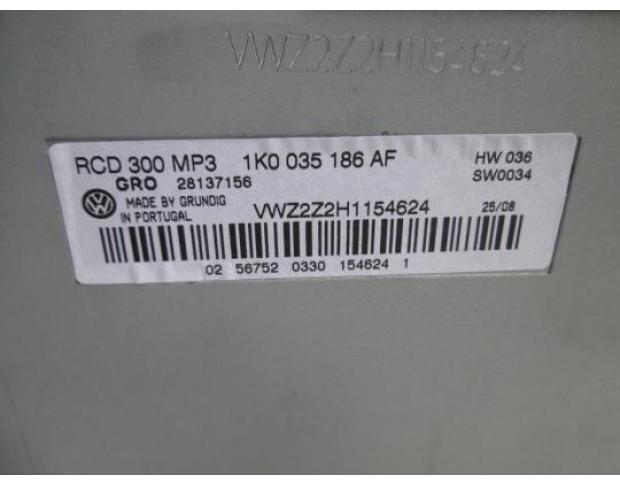 VWZ2Z2H1154624
RCD 300 MP3 1K0 035 186 AF HW 036
GRO 28137156 SW0034
MADE BY GRUNDIG
IN PORTUGAL
VWZ2Z2H1154624 25/08
02 56752 0330 154624 1